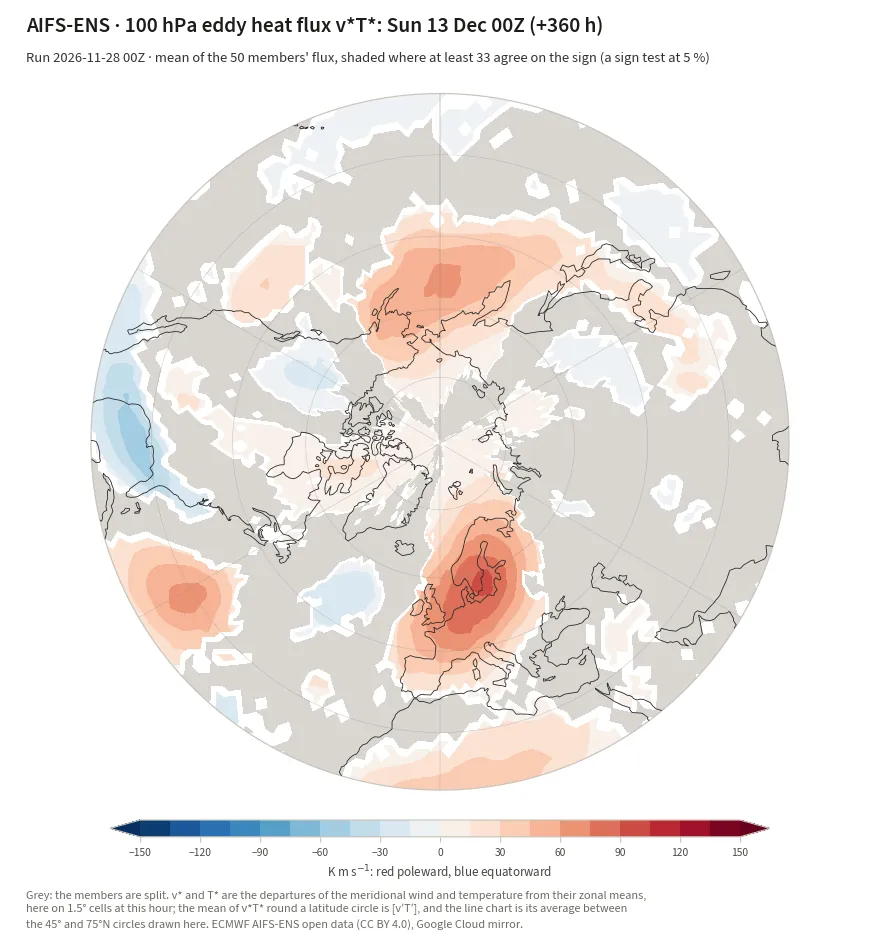 AIFS-ENS · 100 hPa eddy heat flux v*T*: Sun 13 Dec 00Z (+360 h)
Run 2026-11-28 00Z · mean of the 50 members' flux, shaded where at least 33 agree on the sign (a sign test at 5 %)
−150 −120 −90 −60 −30 0 30 60 90 120 150
K m s⁻¹: red poleward, blue equatorward
Grey: the members are split. v* and T* are the departures of the meridional wind and temperature from their zonal means,
here on 1.5° cells at this hour; the mean of v*T* round a latitude circle is [v'T'], and the line chart is its average between
the 45° and 75°N circles drawn here. ECMWF AIFS-ENS open data (CC BY 4.0), Google Cloud mirror.